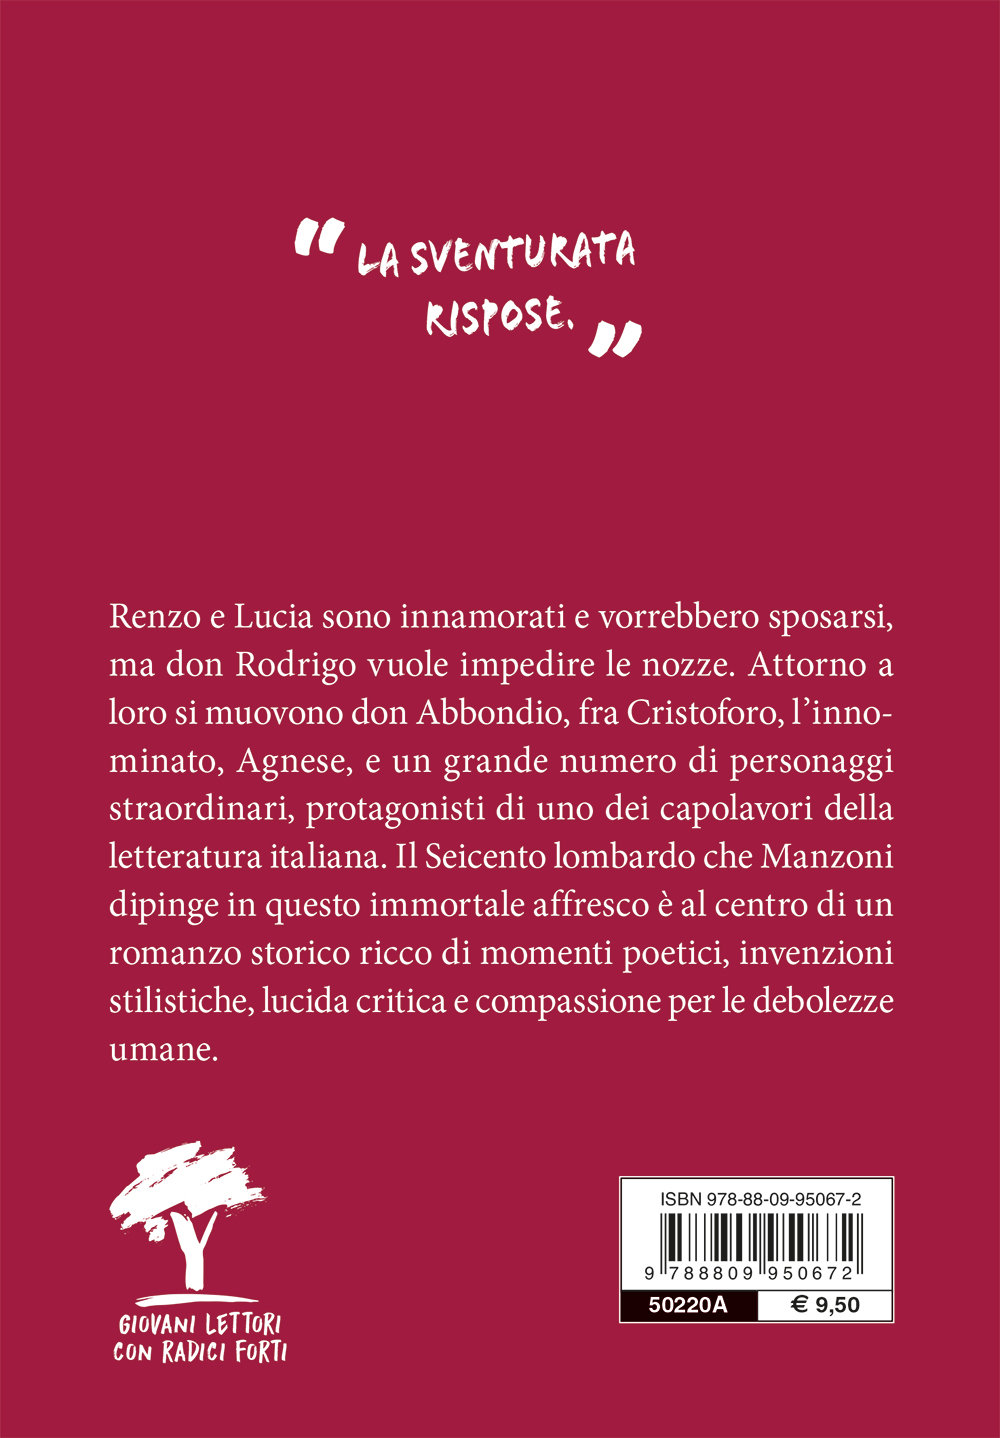 “LA SVENTURATA
RISPOSE.”
Renzo e Lucia sono innamorati e vorrebbero sposarsi,
ma don Rodrigo vuole impedire le nozze. Attorno a
loro si muovono don Abbondio, fra Cristoforo, l’inno-
minato, Agnese, e un grande numero di personaggi
straordinari, protagonisti di uno dei capolavori della
letteratura italiana. Il Seicento lombardo che Manzoni
dipinge in questo immortale affresco è al centro di un
romanzo storico ricco di momenti poetici, invenzioni
stilistiche, lucida critica e compassione per le debolezze
umane.
GIOVANI LETTORI
CON RADICI FORTI
ISBN 978-88-09-95067-2
9 788809 950672
50220A € 9,50